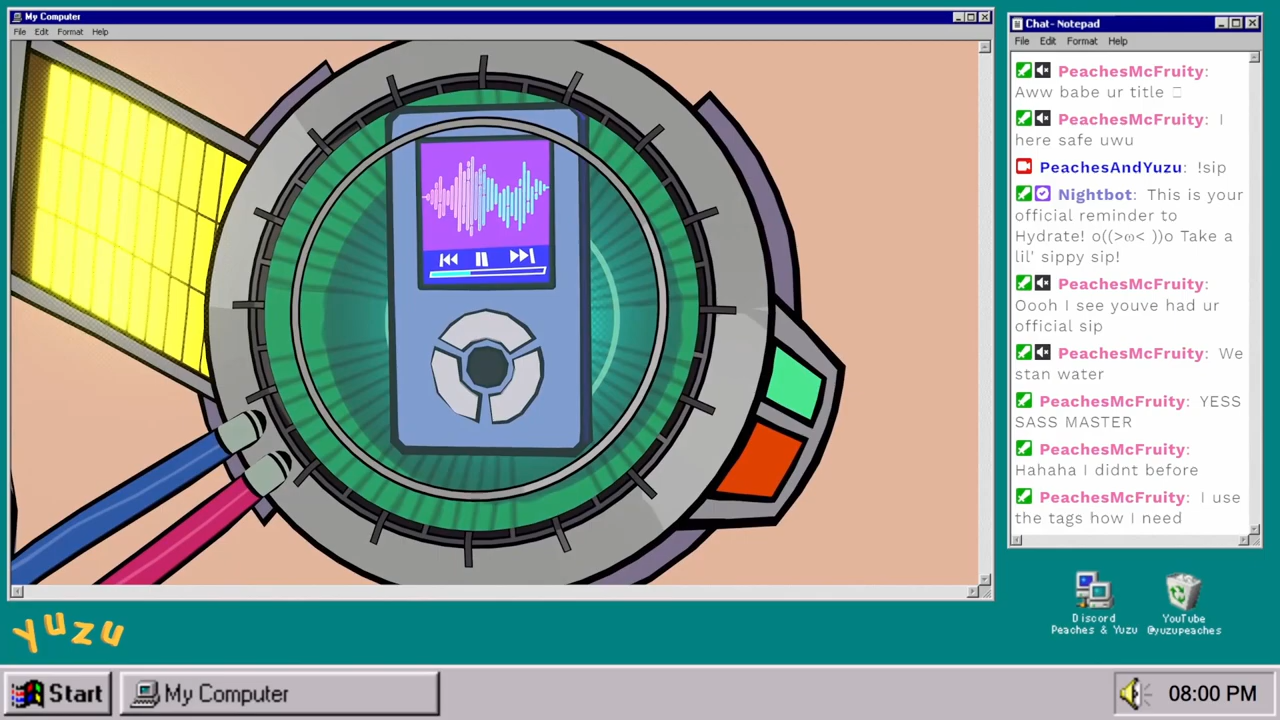 My Computer
File Edit Format Help
Chat- Notepad
File Edit Format Help
PeachesMcFruity:
Aww babe ur title □
PeachesMcFruity: I
here safe uwu
PeachesAndYuzu: !sip
Nightbot: This is your
official reminder to
Hydrate! o((>ω< ))o Take a
lil' sippy sip!
PeachesMcFruity:
Oooh I see youve had ur
official sip
PeachesMcFruity: We
stan water
PeachesMcFruity: YESS
SASS MASTER
PeachesMcFruity:
Hahaha I didnt before
PeachesMcFruity: I use
the tags how I need
Discord
Peaches & Yuzu
YouTube
@yuzupeaches
yuzu
Start
My Computer
08:00 PM